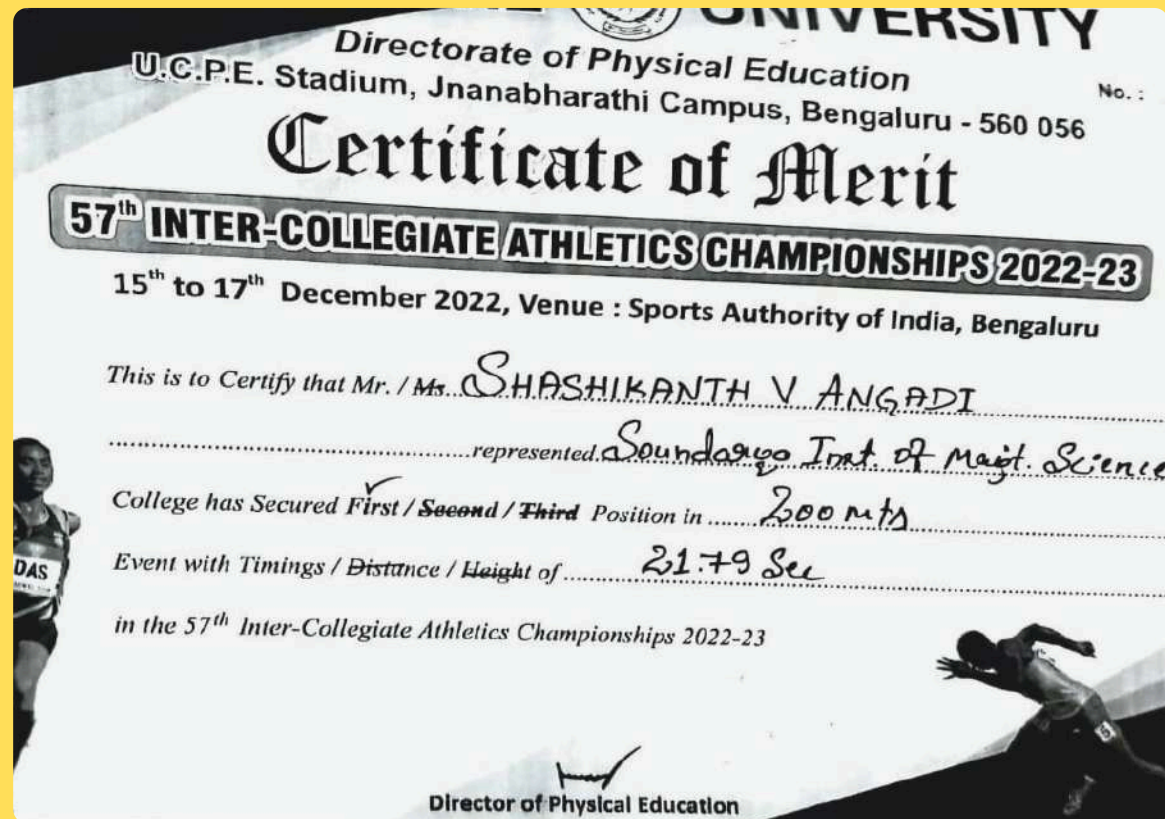 UNIVERSITY
Directorate of Physical Education
No. :
U.C.P.E. Stadium, Jnanabharathi Campus, Bengaluru - 560 056
Certificate of Merit
57th INTER-COLLEGIATE ATHLETICS CHAMPIONSHIPS 2022-23
15th to 17th December 2022, Venue : Sports Authority of India, Bengaluru
This is to Certify that Mr. / Ms. SHASHIKANTH V ANGADI
represented Soundarya Inst. of Magt. Science
College has Secured First / Second / Third Position in 200 mts
Event with Timings / Distance / Height of 21.79 Sec
in the 57th Inter-Collegiate Athletics Championships 2022-23
DAS
Director of Physical Education